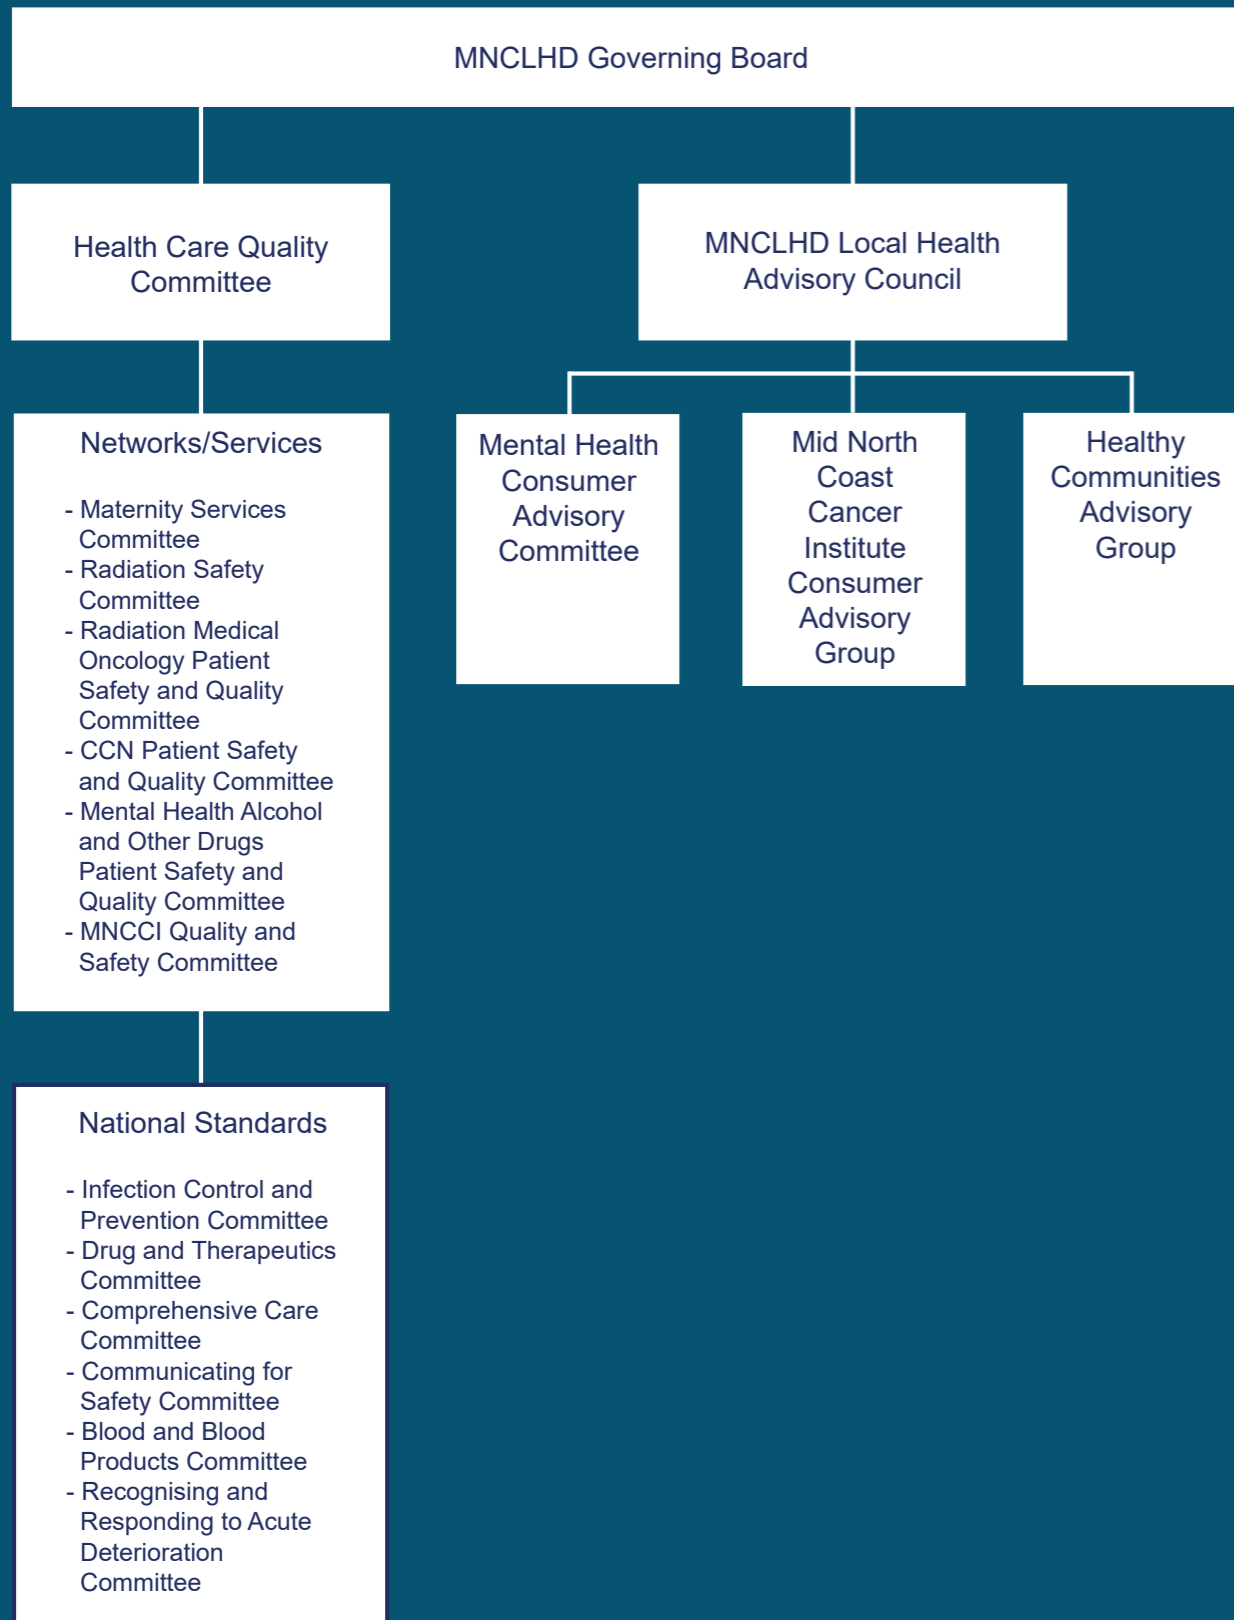 MNCLHD Governing Board
Health Care Quality
Committee
MNCLHD Local Health
Advisory Council
Networks/Services
- Maternity Services
Committee
- Radiation Safety
Committee
- Radiation Medical
Oncology Patient
Safety and Quality
Committee
- CCN Patient Safety
and Quality Committee
- Mental Health Alcohol
and Other Drugs
Patient Safety and
Quality Committee
- MNCCI Quality and
Safety Committee
Mental Health
Consumer
Advisory
Committee
Mid North
Coast
Cancer
Institute
Consumer
Advisory
Group
Healthy
Communities
Advisory
Group
National Standards
- Infection Control and
Prevention Committee
- Drug and Therapeutics
Committee
- Comprehensive Care
Committee
- Communicating for
Safety Committee
- Blood and Blood
Products Committee
- Recognising and
Responding to Acute
Deterioration
Committee